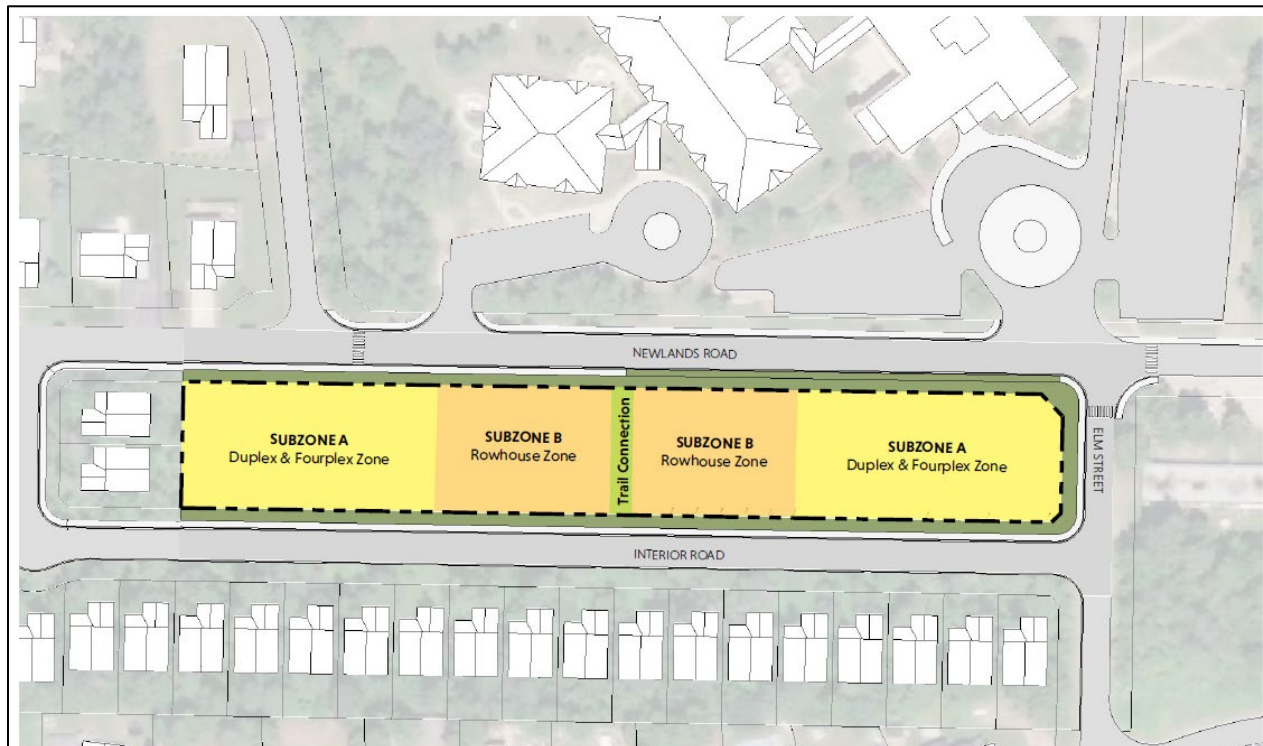 NEWLANDS ROAD
SUBZONE A
Duplex & Fourplex Zone
SUBZONE B
Rowhouse Zone
Trail Connection
SUBZONE B
Rowhouse Zone
SUBZONE A
Duplex & Fourplex Zone
ELM STREET
INTERIOR ROAD